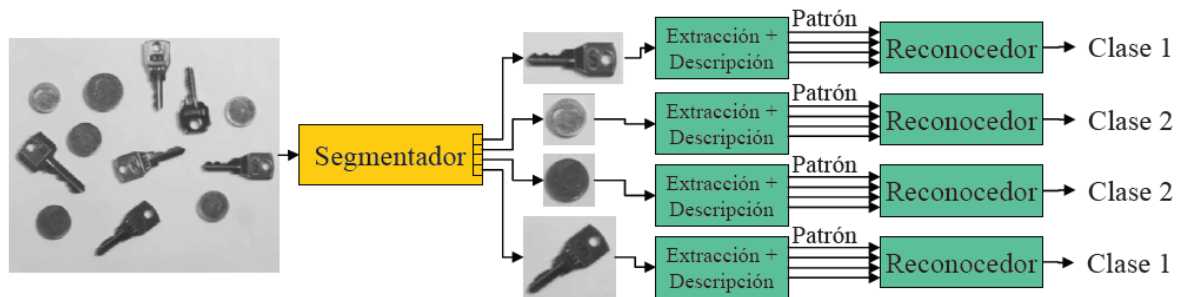 Segmentador
Extracción +
Descripción
Patrón
Reconocedor
Clase 1
Extracción +
Descripción
Patrón
Reconocedor
Clase 2
Extracción +
Descripción
Patrón
Reconocedor
Clase 2
Extracción +
Descripción
Patrón
Reconocedor
Clase 1